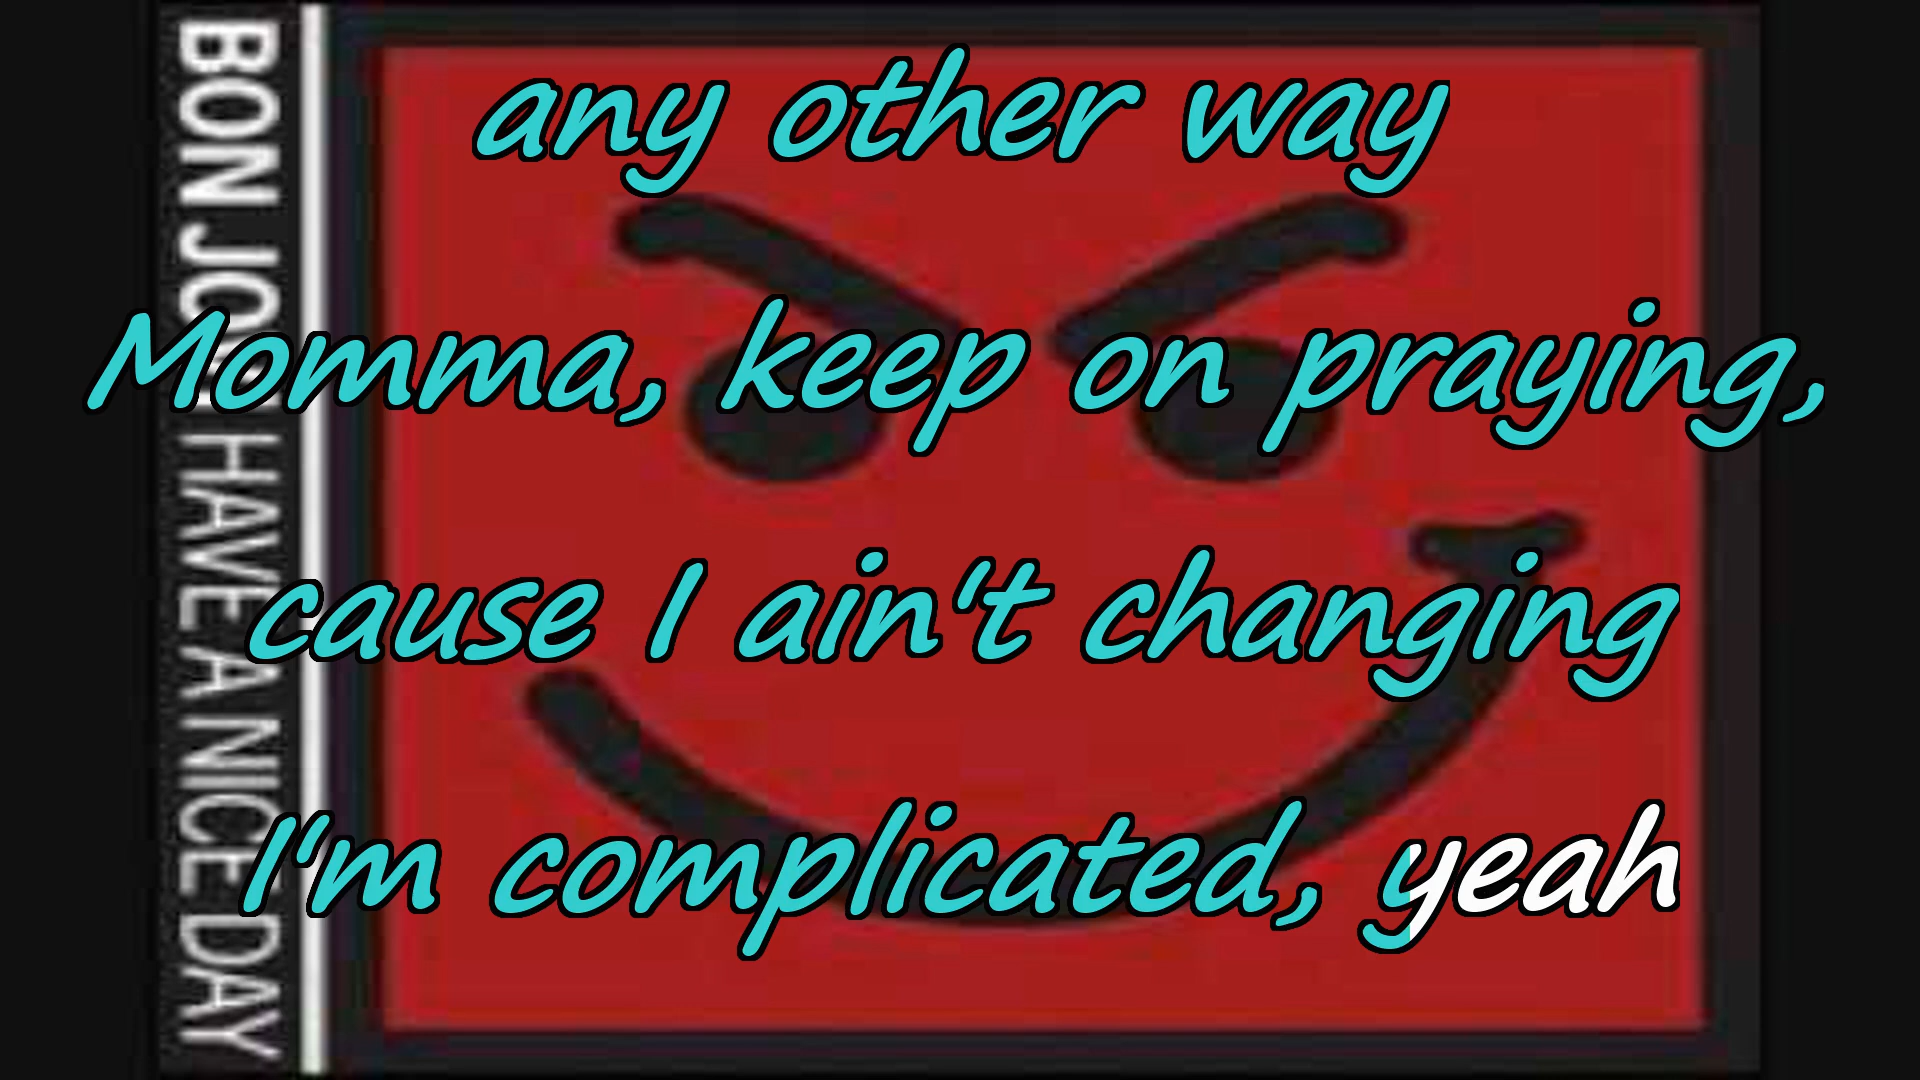 BON JOVI HAVE A NICE DAY
any other way
Momma, keep on praying,
cause I ain't changing
I'm complicated, yeah